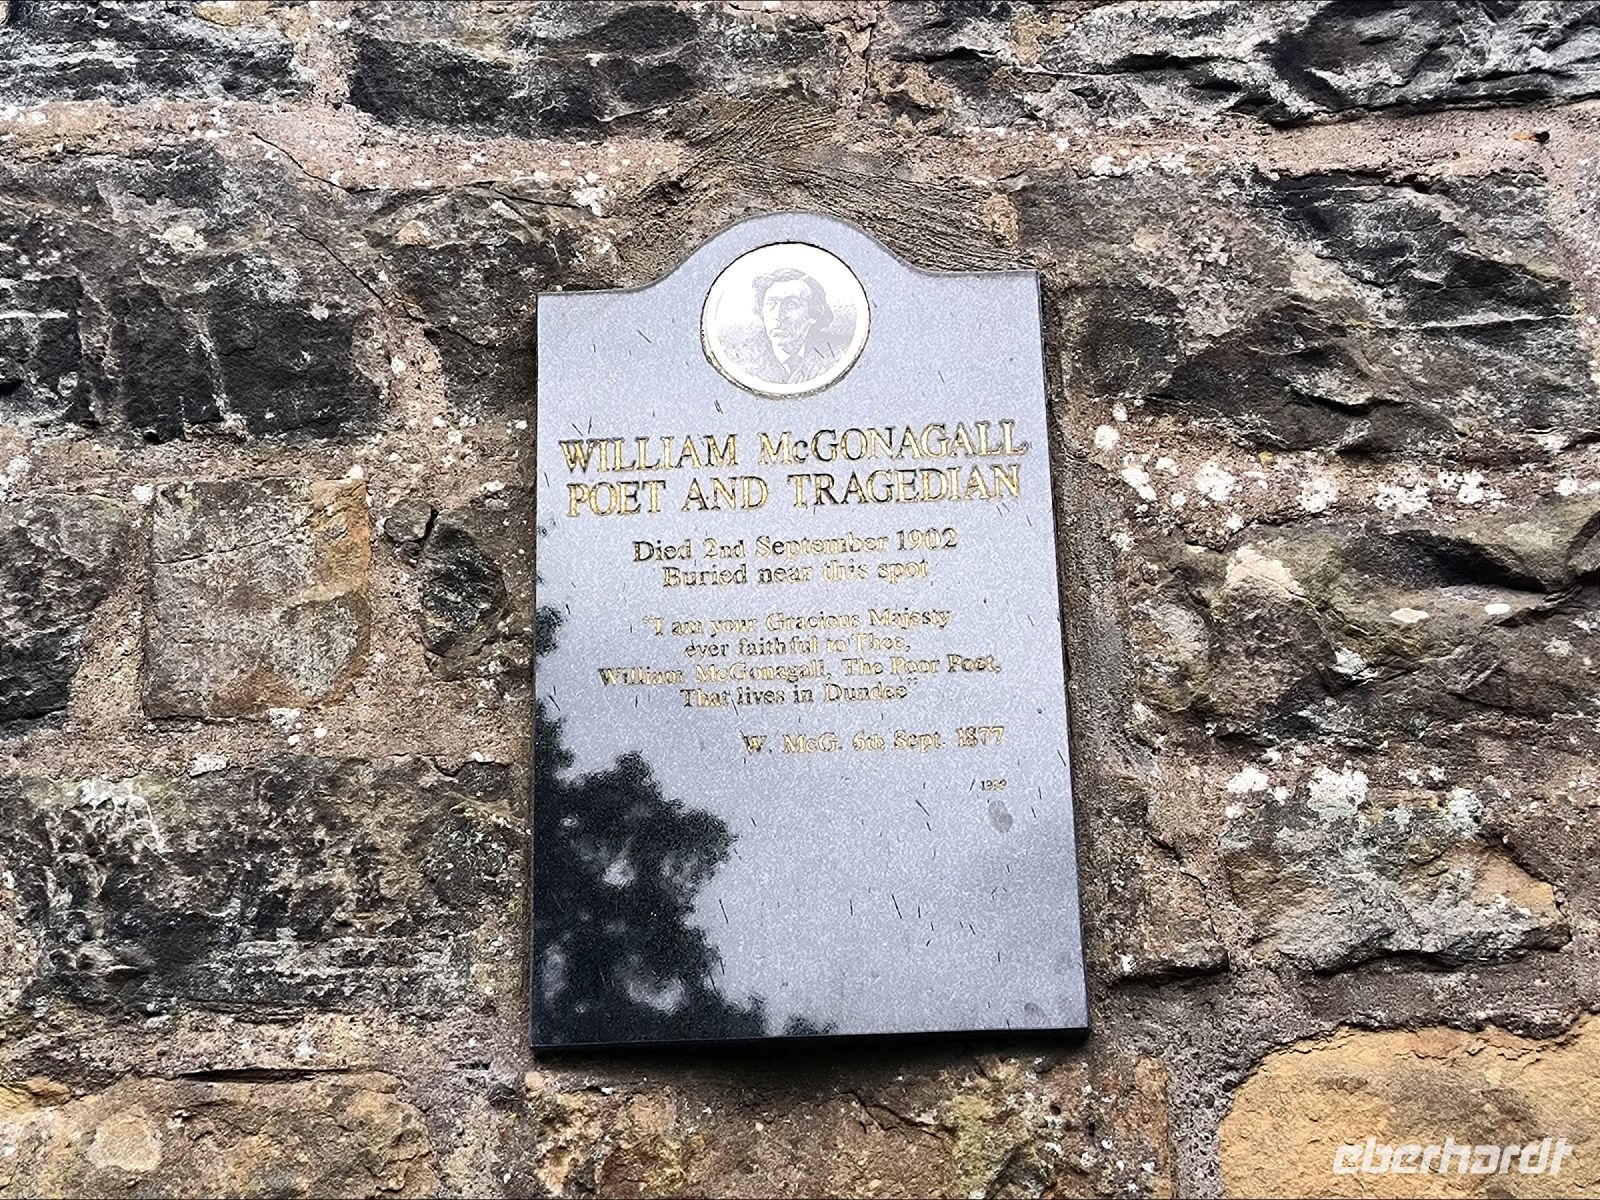 WILLIAM McGONAGALL
POET AND TRAGEDIAN
Died 2nd September 1902
Buried near this spot
"I am your Gracious Majesty
ever faithful to Thee,
William McGonagall, The Poor Poet,
That lives in Dundee"
W. McG. 6th Sept. 1877
eberhardt